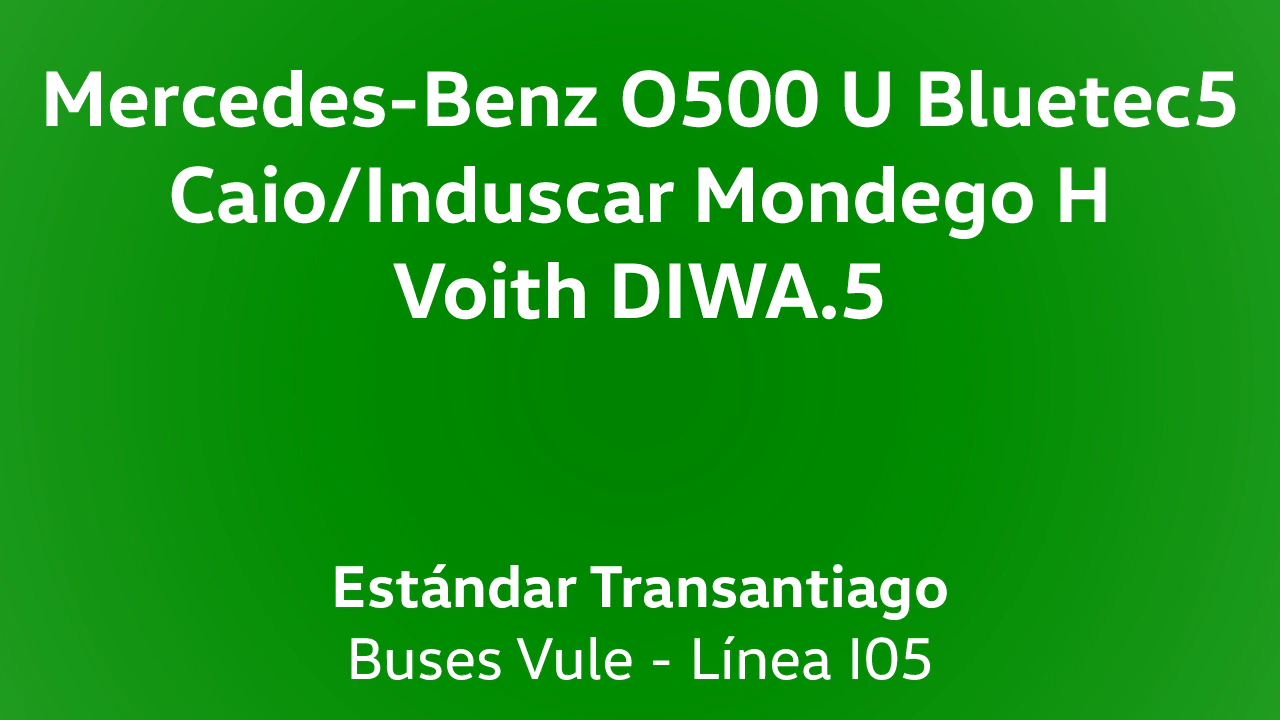 Mercedes-Benz O500 U Bluetec5
Caio/Induscar Mondego H
Voith DIWA.5
Estándar Transantiago
Buses Vule - Línea I05